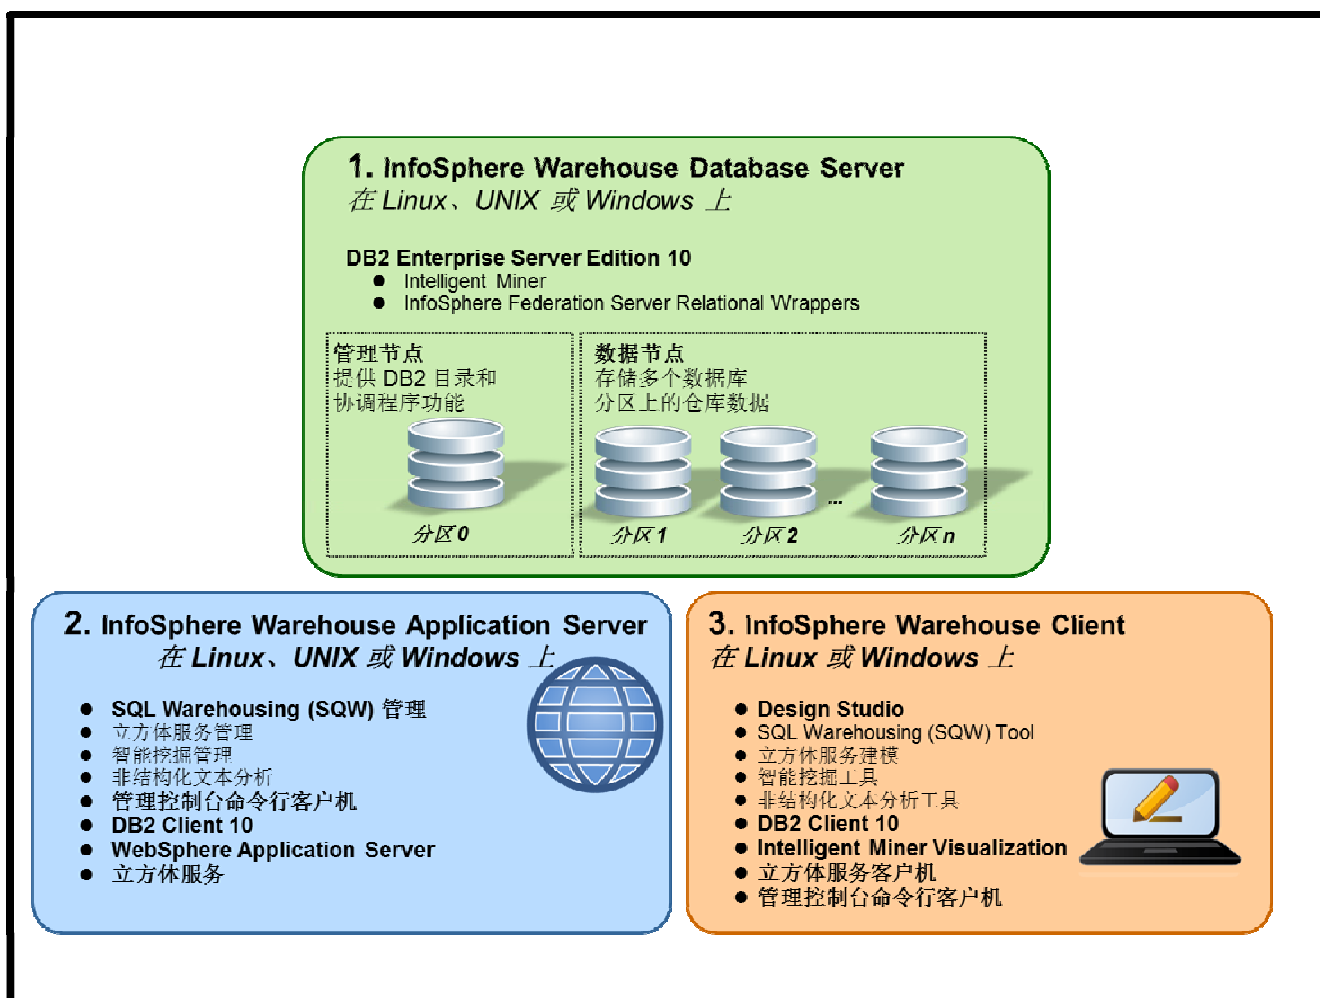 1. InfoSphere Warehouse Database Server
在 Linux、UNIX 或 Windows 上
DB2 Enterprise Server Edition 10
● Intelligent Miner
● InfoSphere Federation Server Relational Wrappers
管理节点
提供 DB2 目录和
协调程序功能
分区 0
数据节点
存储多个数据库
分区上的仓库数据
...
分区 1 分区 2 分区 n
2. InfoSphere Warehouse Application Server
在 Linux、UNIX 或 Windows 上
● SQL Warehousing (SQW) 管理
● 立方体服务管理
● 智能挖掘管理
● 非结构化文本分析
● 管理控制台命令行客户机
● DB2 Client 10
● WebSphere Application Server
● 立方体服务
3. InfoSphere Warehouse Client
在 Linux 或 Windows 上
● Design Studio
● SQL Warehousing (SQW) Tool
● 立方体服务建模
● 智能挖掘工具
● 非结构化文本分析工具
● DB2 Client 10
● Intelligent Miner Visualization
● 立方体服务客户机
● 管理控制台命令行客户机